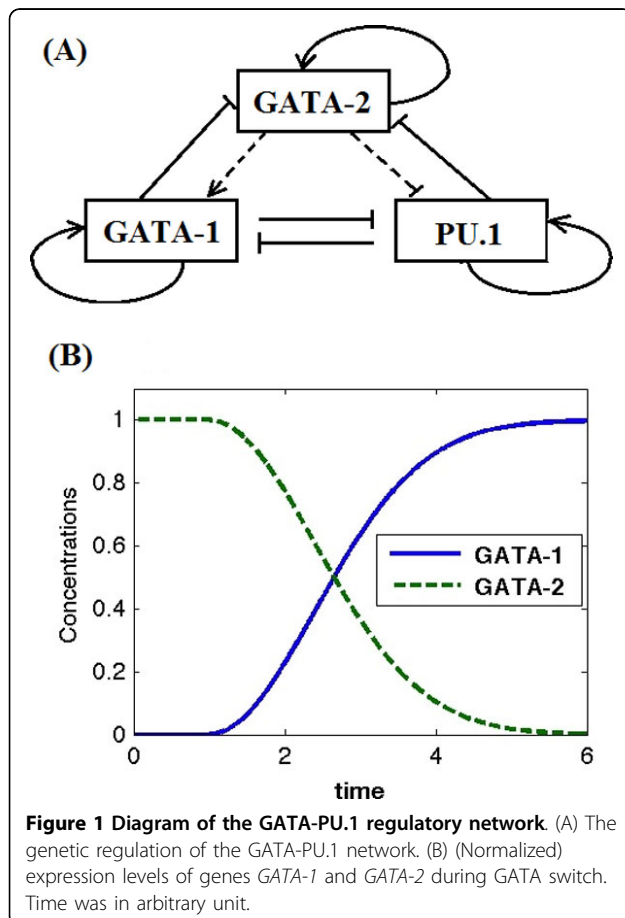 (A)
GATA-2
GATA-1
PU.1
(B)
1
0.8
0.6
0.4
0.2
0
Concentrations
GATA-1
GATA-2
0 2 4 6
time
Figure 1 Diagram of the GATA-PU.1 regulatory network. (A) The
genetic regulation of the GATA-PU.1 network. (B) (Normalized)
expression levels of genes GATA-1 and GATA-2 during GATA switch.
Time was in arbitrary unit.